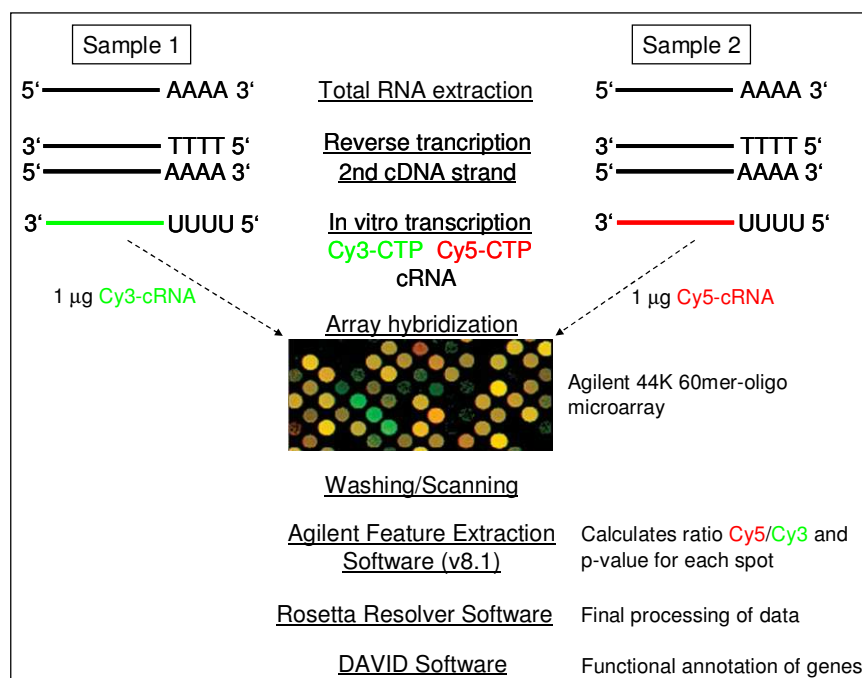 Sample 1 Sample 2
5‘ AAAA 3‘ Total RNA extraction 5‘ AAAA 3‘
3‘ TTTT 5‘ Reverse trancription 3‘ TTTT 5‘
5‘ AAAA 3‘ 2nd cDNA strand 5‘ AAAA 3‘
3‘ UUUU 5‘ In vitro transcription 3‘ UUUU 5‘
Cy3-CTP Cy5-CTP
cRNA
1 µg Cy3-cRNA 1 µg Cy5-cRNA
Array hybridization
Agilent 44K 60mer-oligo
microarray
Washing/Scanning
Agilent Feature Extraction Calculates ratio Cy5/Cy3 and
Software (v8.1) p-value for each spot
Rosetta Resolver Software Final processing of data
DAVID Software Functional annotation of genes